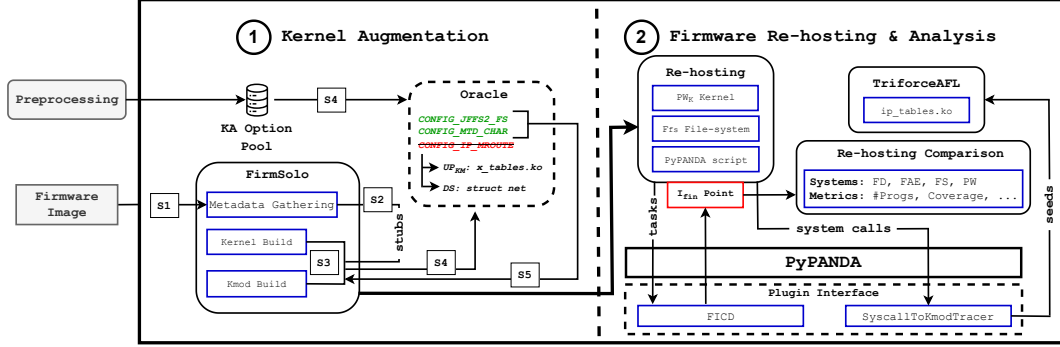 1 Kernel Augmentation
2 Firmware Re-hosting & Analysis
Preprocessing
KA Option
Pool
S4
Oracle
CONFIG_JFFS2_FS
CONFIG_MTD_CHAR
CONFIG_IP_MROUTE
UPKM: x_tables.ko
DS: struct net
Firmware
Image
S1
FirmSolo
Metadata Gathering
Kernel Build
Kmod Build
S2
stubs
S3
S4
S5
Re-hosting
PWK Kernel
FFS File-system
PyPANDA script
Ifin Point
TriforceAFL
ip_tables.ko
Re-hosting Comparison
Systems: FD, FAE, FS, PW
Metrics: #Progs, Coverage, ...
tasks
system calls
seeds
PyPANDA
Plugin Interface
FICD
SyscallToKmodTracer